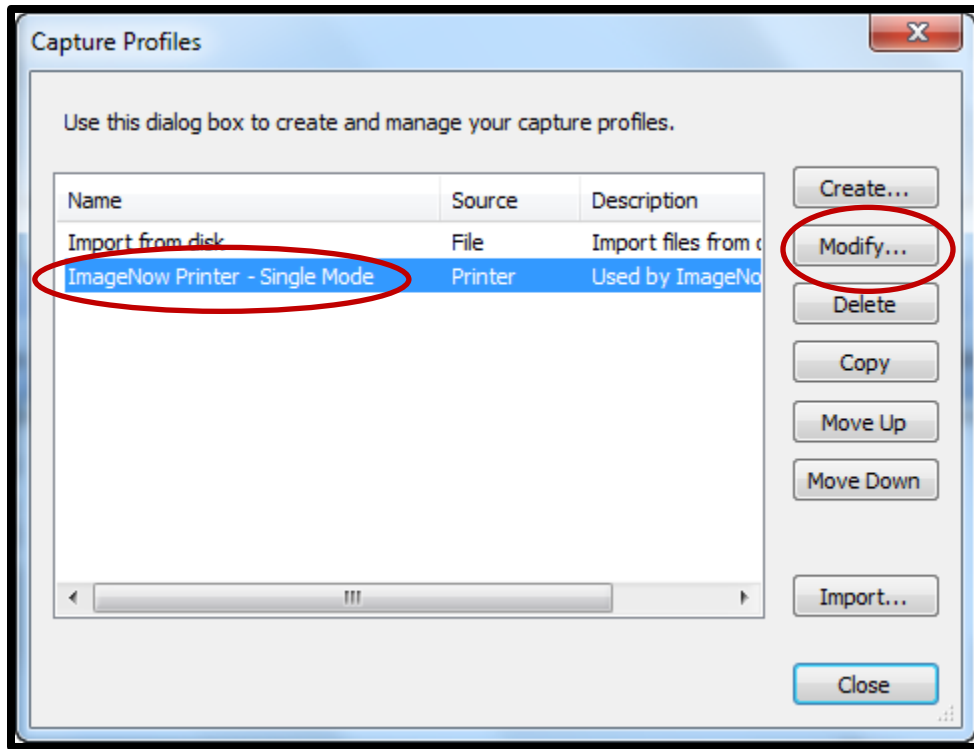 Capture Profiles
Use this dialog box to create and manage your capture profiles.
Name Source Description
Import from disk File Import files from
ImageNow Printer - Single Mode Printer Used by ImageNo
Create...
Modify...
Delete
Copy
Move Up
Move Down
Import...
Close